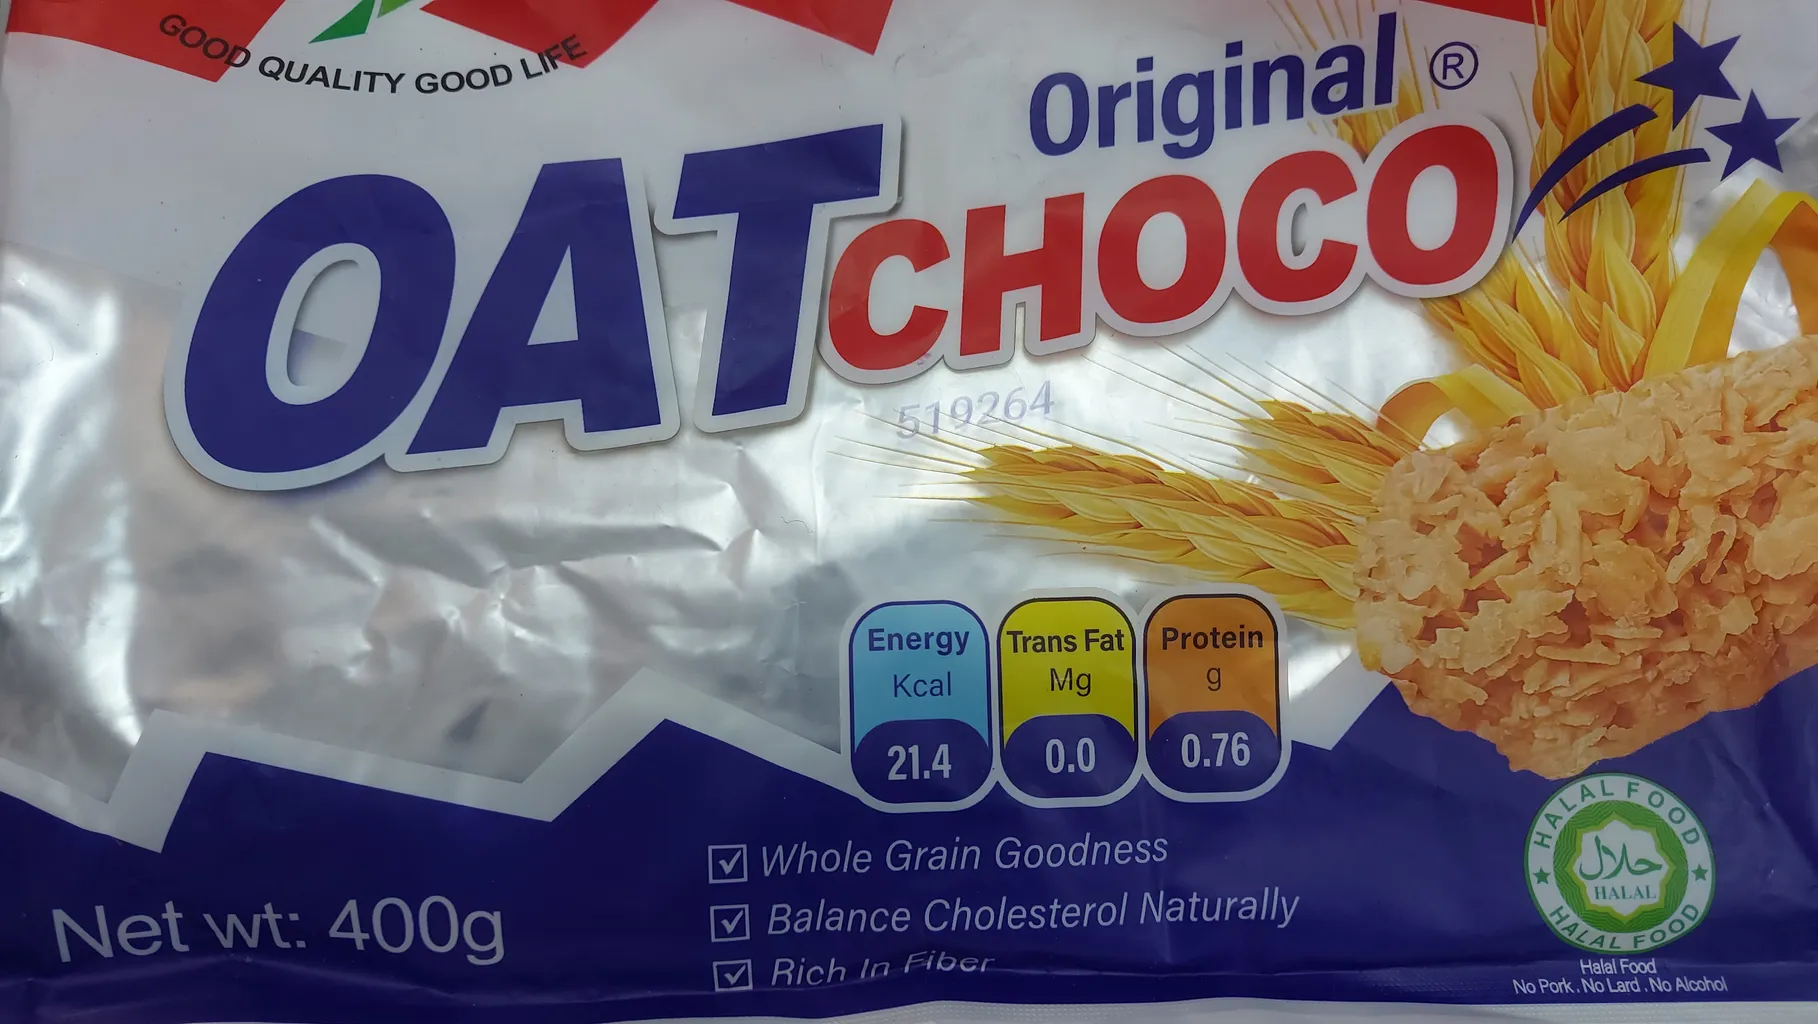 GOOD QUALITY GOOD LIFE
Original ®
OATCHOCO
519264
Energy
Kcal
21.4
Trans Fat
Mg
0.0
Protein
g
0.76
Whole Grain Goodness
Balance Cholesterol Naturally
Rich In Fiber
Net wt: 400g
HALAL FOOD
حلال
HALAL
HALAL FOOD
Halal Food
No Pork . No Lard . No Alcohol